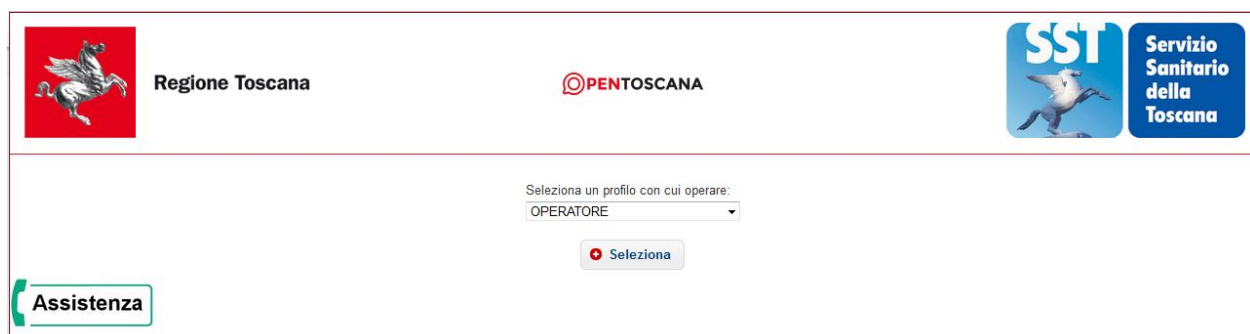 Regione Toscana
OPENTOSCANA
SST
Servizio
Sanitario
della
Toscana
Seleziona un profilo con cui operare:
OPERATORE
Seleziona
Assistenza